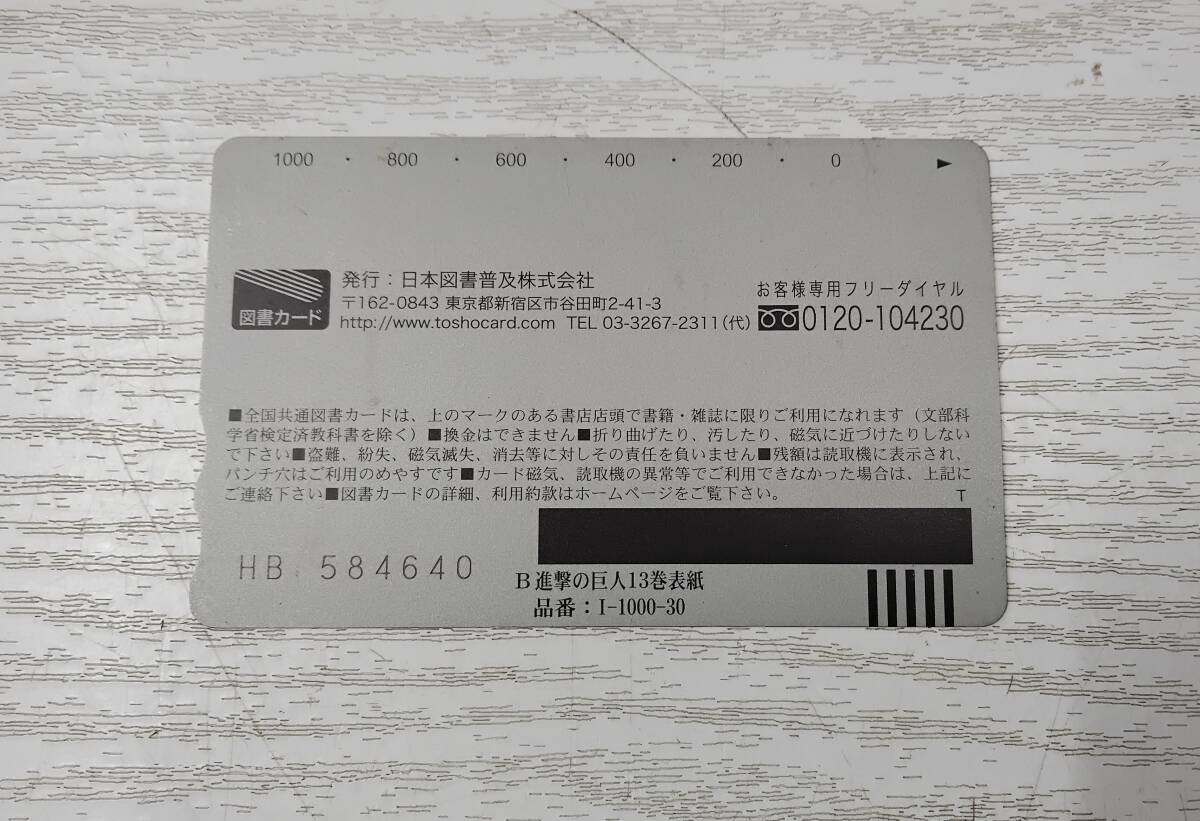 1000 ・ 800 ・ 600 ・ 400 ・ 200 ・ 0 ►
図書カード
発行：日本図書普及株式会社
〒162-0843 東京都新宿区市谷田町2-41-3
http://www.toshocard.com TEL 03-3267-2311（代）
お客様専用フリーダイヤル
0120-104230
■全国共通図書カードは、上のマークのある書店店頭で書籍・雑誌に限りご利用になれます（文部科
学省検定済教科書を除く）■換金はできません■折り曲げたり、汚したり、磁気に近づけたりしない
で下さい■盗難、紛失、磁気滅失、消去等に対しその責任を負いません■残額は読取機に表示され、
パンチ穴はご利用のめやすです■カード磁気、読取機の異常等でご利用できなかった場合は、上記に
ご連絡下さい■図書カードの詳細、利用約款はホームページをご覧下さい。
T
HB 584640
B進撃の巨人13巻表紙
品番：I-1000-30